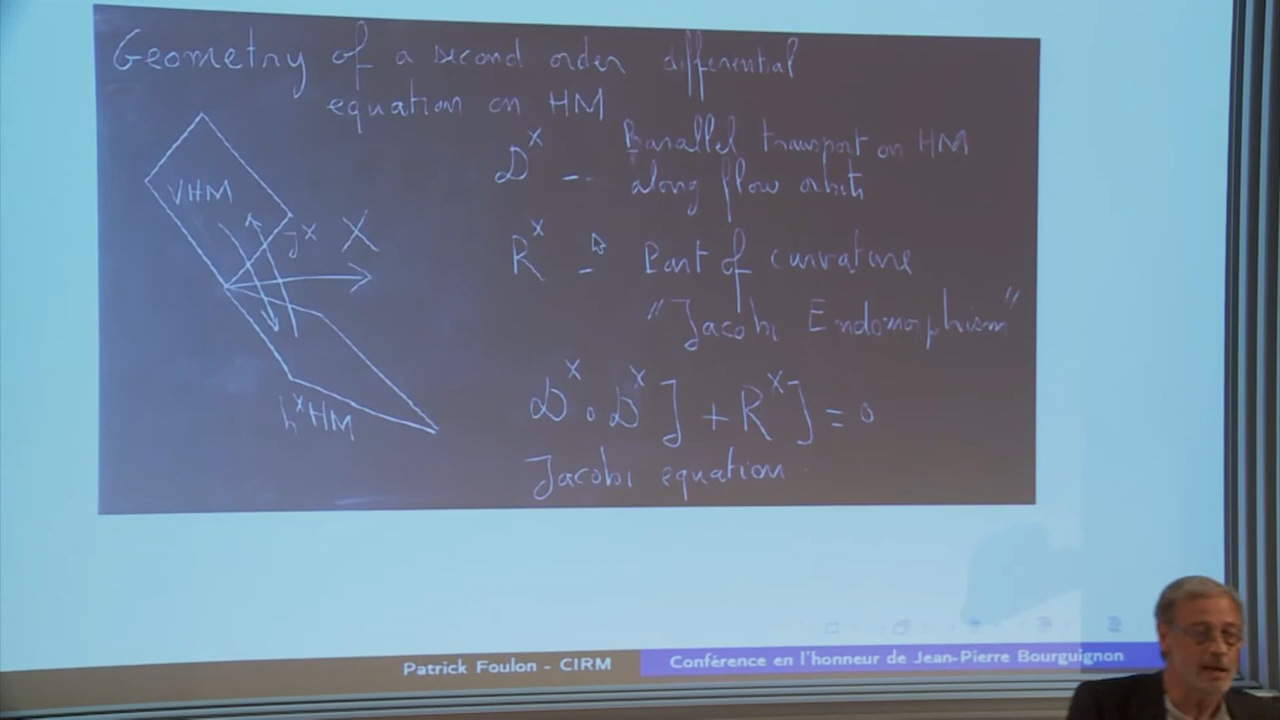 Geometry of a second order differential
equation on HM
D^X -- Parallel transport on HM
along flow orbits
VHM
J^X X
R^X -- Part of curvature
"Jacobi Endomorphism"
D^X ∘ D^X J + R^X J = 0
h^X HM
Jacobi equation
Patrick Foulon - CIRM
Conférence en l'honneur de Jean-Pierre Bourguignon